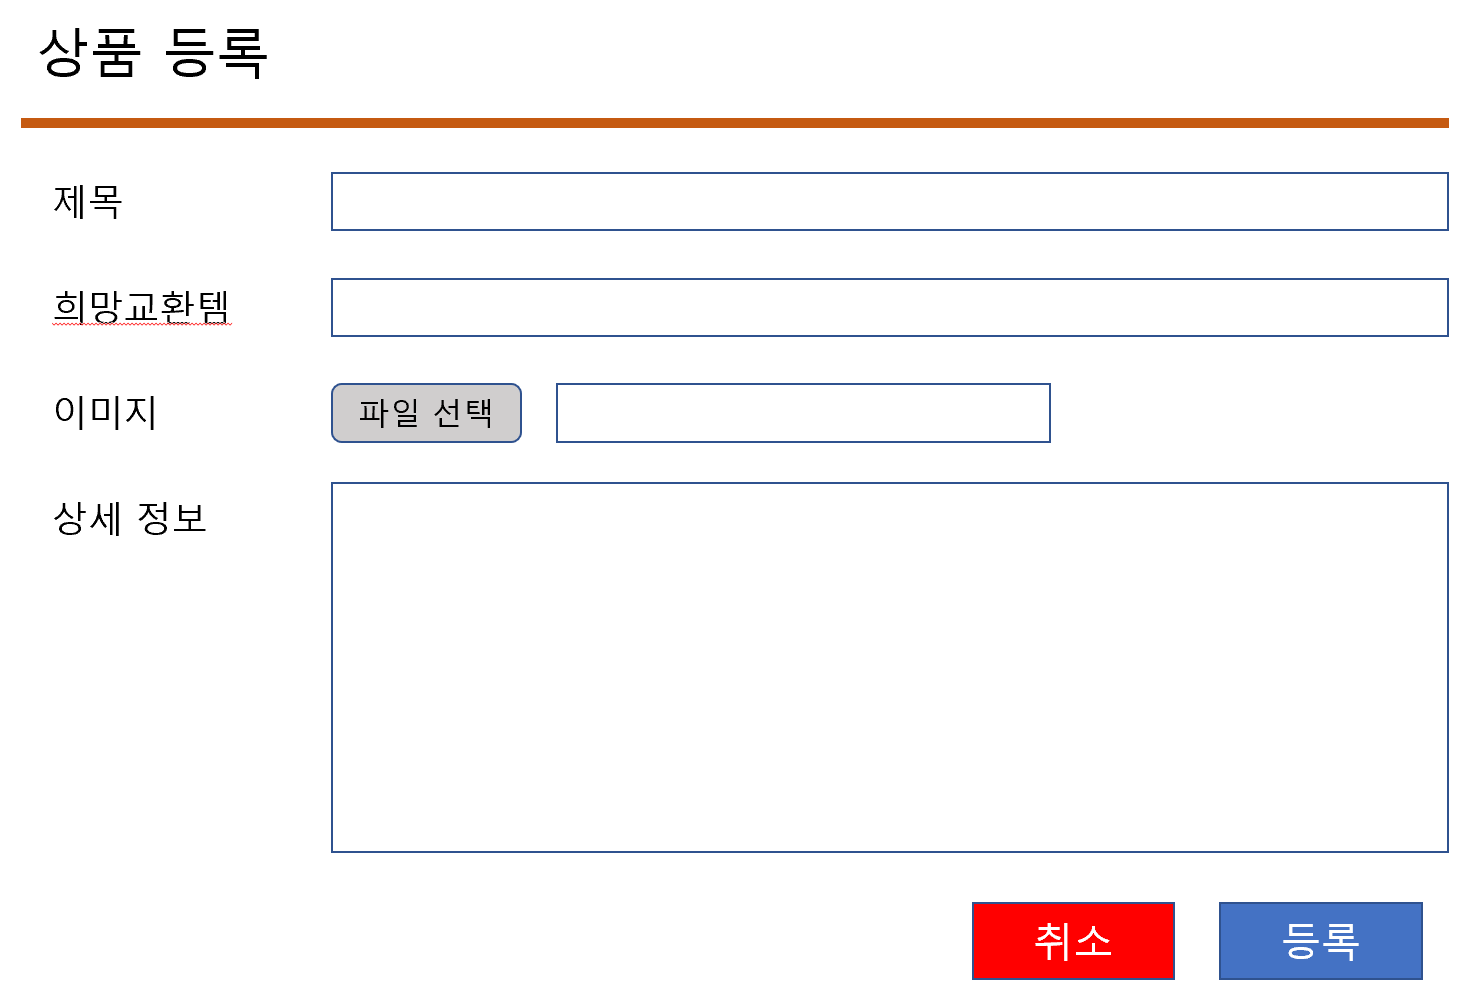 상품 등록
제목
희망교환템
이미지
파일 선택
상세 정보
취소
등록